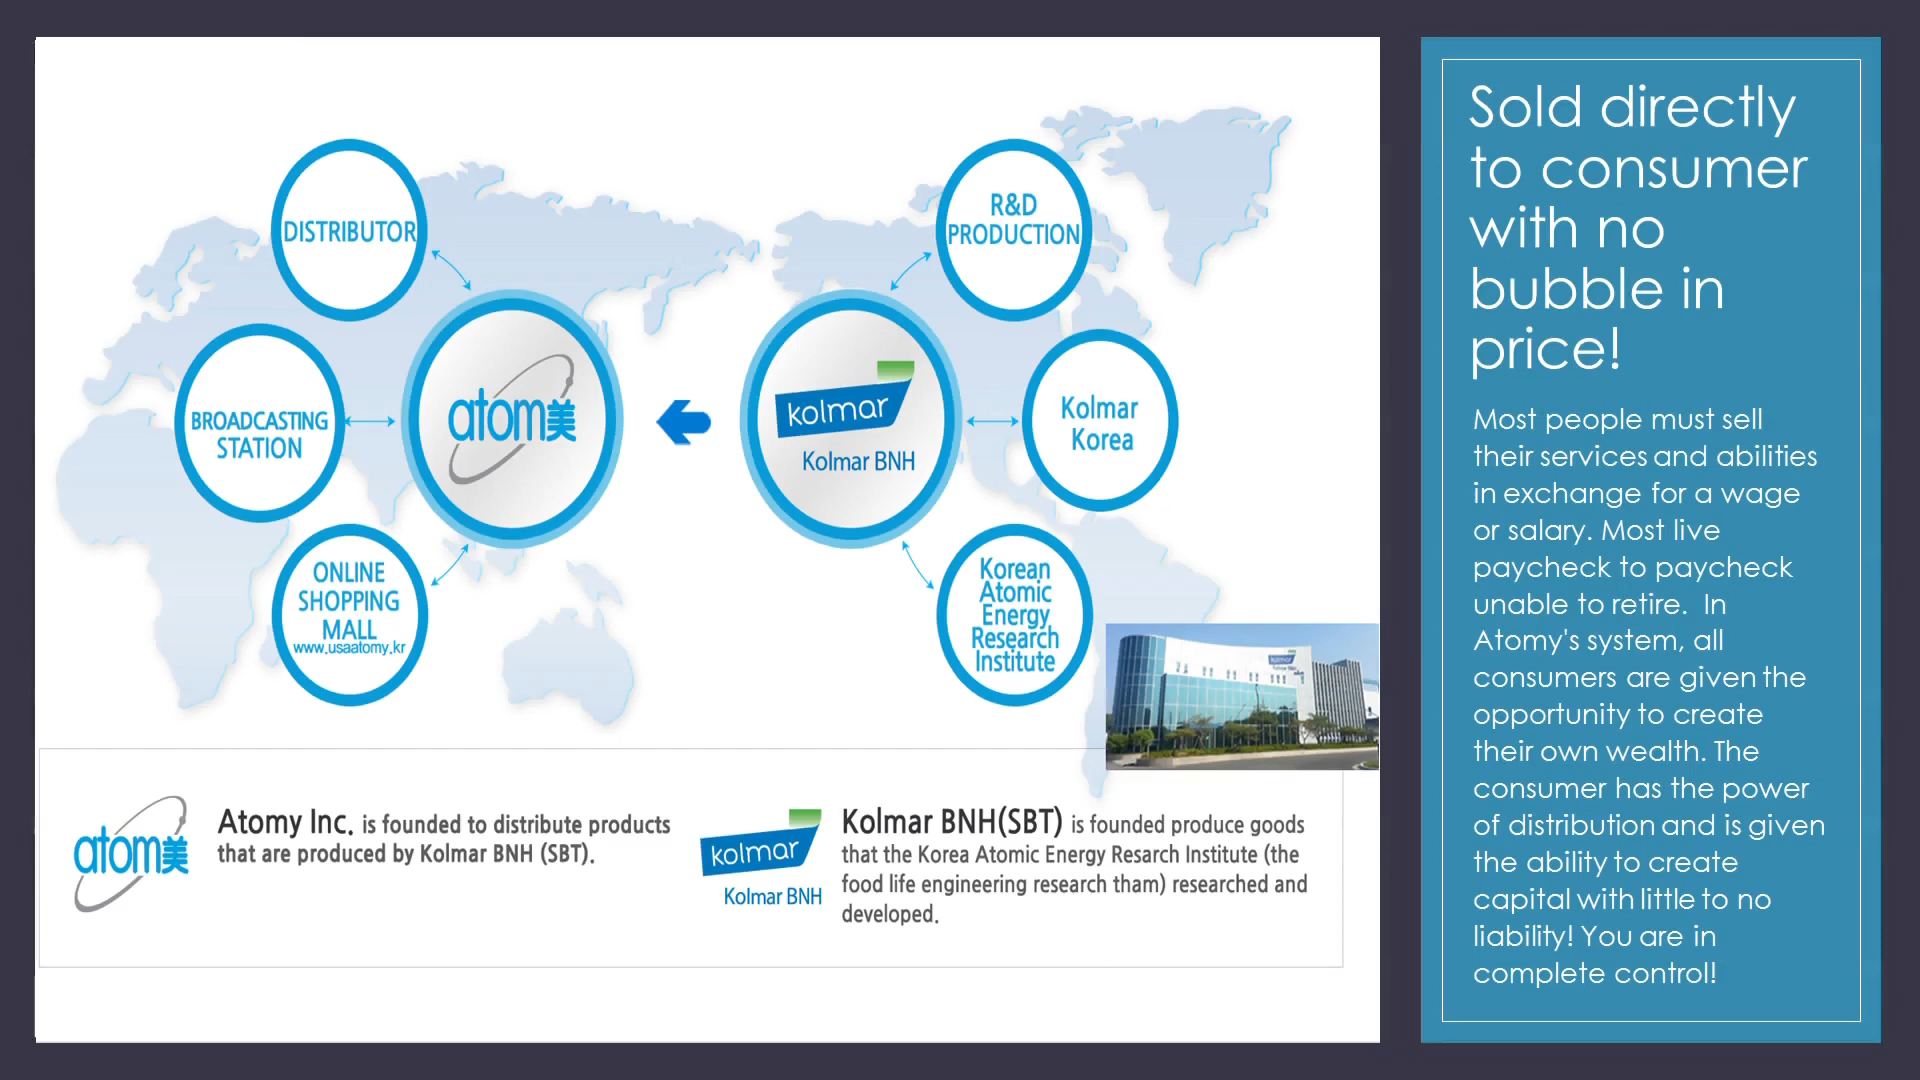 DISTRIBUTOR
R&D
PRODUCTION
BROADCASTING
STATION
atom美
kolmar
Kolmar BNH
Kolmar
Korea
ONLINE
SHOPPING
MALL
www.usaatomy.kr
Korean
Atomic
Energy
Research
Institute
kolmar
atom美
Atomy Inc. is founded to distribute products
that are produced by Kolmar BNH (SBT).
kolmar
Kolmar BNH
Kolmar BNH(SBT) is founded produce goods
that the Korea Atomic Energy Resarch Institute (the
food life engineering research tham) researched and
developed.
Sold directly
to consumer
with no
bubble in
price!
Most people must sell
their services and abilities
in exchange for a wage
or salary. Most live
paycheck to paycheck
unable to retire. In
Atomy's system, all
consumers are given the
opportunity to create
their own wealth. The
consumer has the power
of distribution and is given
the ability to create
capital with little to no
liability! You are in
complete control!